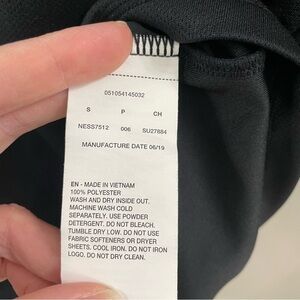 051054145032
S P CH
NESS7512 006 SU27884
MANUFACTURE DATE 06/19
EN - MADE IN VIETNAM
100% POLYESTER
WASH AND DRY INSIDE OUT.
MACHINE WASH COLD
SEPARATELY. USE POWDER
DETERGENT. DO NOT BLEACH.
TUMBLE DRY LOW. DO NOT USE
FABRIC SOFTENERS OR DRYER
SHEETS. COOL IRON. DO NOT IRON
LOGO. DO NOT DRY CLEAN.